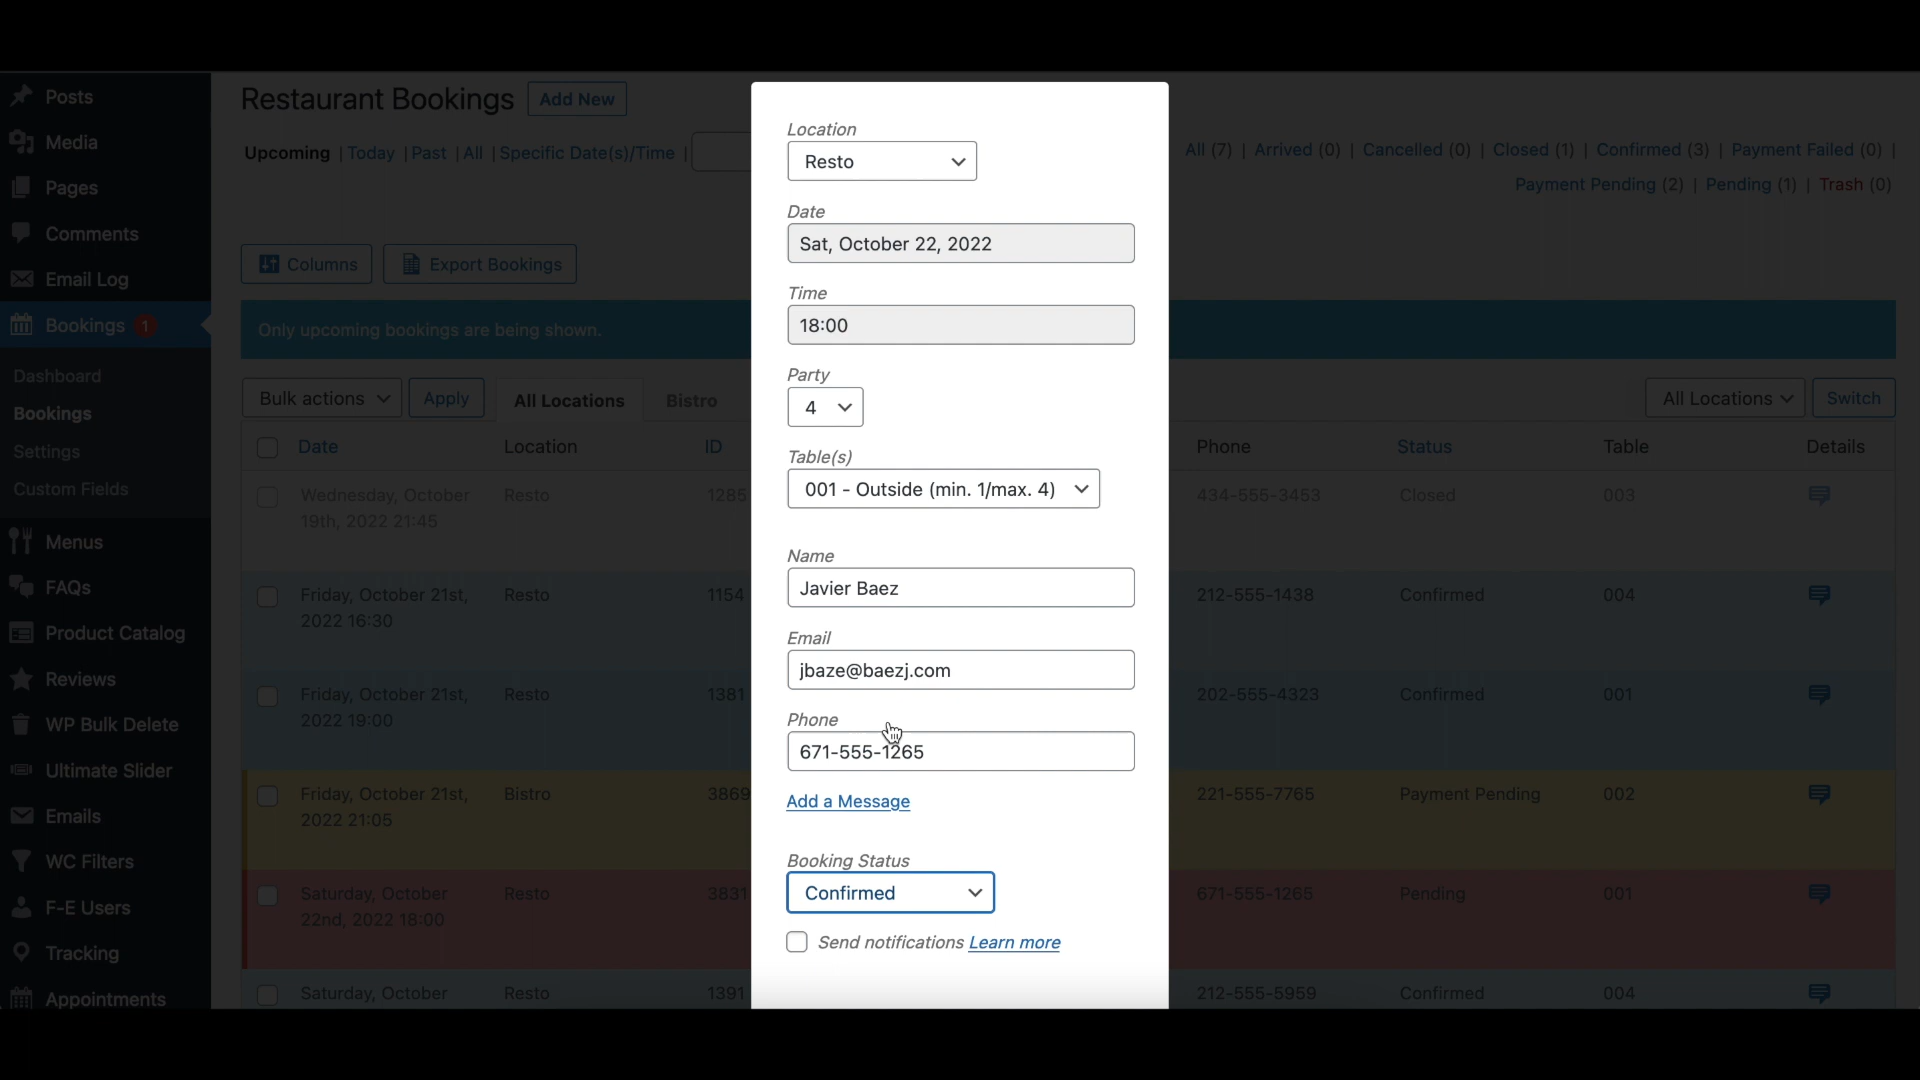 Posts
Media
Pages
Comments
Email Log
Bookings 1
Dashboard
Bookings
Settings
Custom Fields
Menus
FAQs
Product Catalog
Reviews
WP Bulk Delete
Ultimate Slider
Emails
WC Filters
F-E Users
Tracking
Appointments
Restaurant Bookings Add New
Upcoming | Today | Past | All | Specific Date(s)/Time |
All (7) | Arrived (0) | Cancelled (0) | Closed (1) | Confirmed (3) | Payment Failed (0) |
Payment Pending (2) | Pending (1) | Trash (0)
Columns Export Bookings
Only upcoming bookings are being shown.
Bulk actions Apply All Locations Bistro All Locations Switch
Date Location ID Phone Status Table Details
Wednesday, October Resto 1285 434-555-3453 Closed 003
19th, 2022 21:45
Friday, October 21st, Resto 1154 212-555-1438 Confirmed 004
2022 16:30
Friday, October 21st, Resto 1381 202-555-4323 Confirmed 001
2022 19:00
Friday, October 21st, Bistro 3869 221-555-7765 Payment Pending 002
2022 21:05
Saturday, October Resto 3831 671-555-1265 Pending 001
22nd, 2022 18:00
Saturday, October Resto 1391 212-555-5959 Confirmed 004
Location
Resto
Date
Sat, October 22, 2022
Time
18:00
Party
4
Table(s)
001 - Outside (min. 1/max. 4)
Name
Javier Baez
Email
jbaze@baezj.com
Phone
671-555-1265
Add a Message
Booking Status
Confirmed
Send notifications Learn more